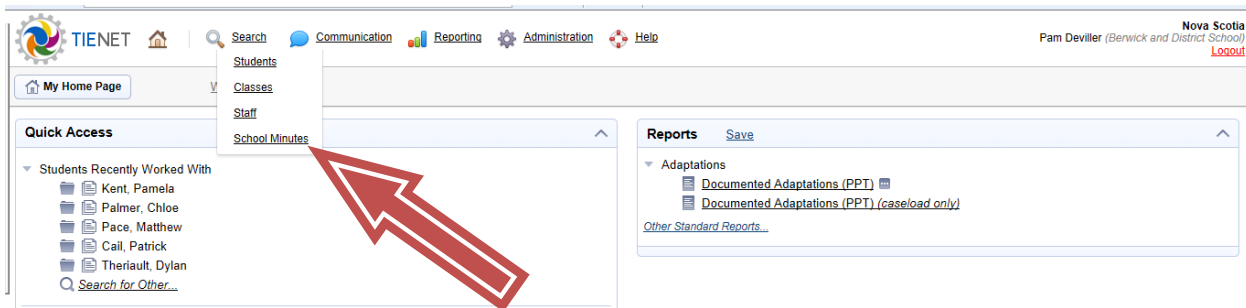 TIENET Search Communication Reporting Administration Help
Nova Scotia
Pam Deviller (Berwick and District School)
Logout
Students
Classes
Staff
School Minutes
My Home Page
Quick Access
Students Recently Worked With
Kent, Pamela
Palmer, Chloe
Pace, Matthew
Cail, Patrick
Theriault, Dylan
Search for Other...
Reports Save
Adaptations
Documented Adaptations (PPT)
Documented Adaptations (PPT) (caseload only)
Other Standard Reports...